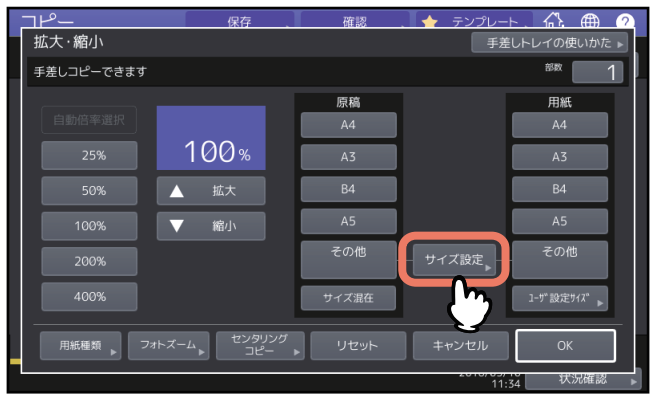 コピー 保存 確認 テンプレート
拡大・縮小 手差しトレイの使いかた
手差しコピーできます 部数 1
原稿 用紙
自動倍率選択 A4 A4
25% 100% A3 A3
50% 拡大 B4 B4
100% 縮小 A5 A5
200% その他 サイズ設定 その他
400% サイズ混在 ユーザ設定サイズ
用紙種類 フォトズーム センタリング
コピー リセット キャンセル OK
11:34 状況確認